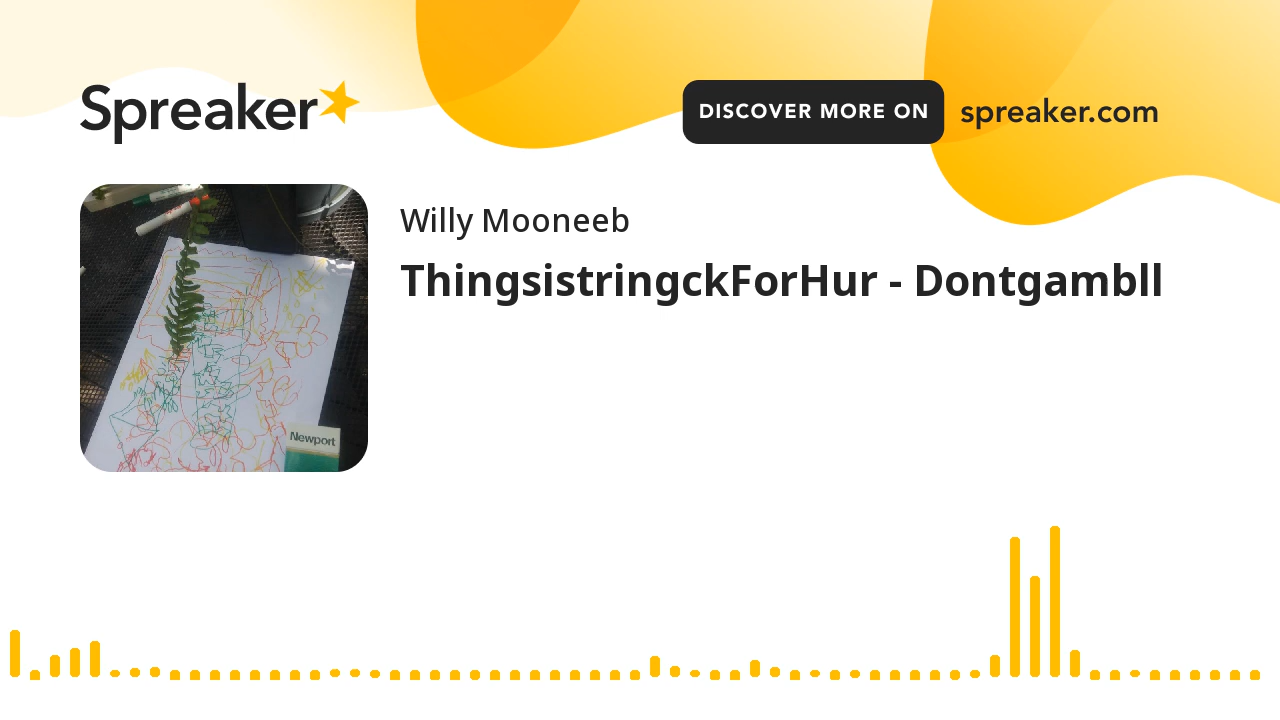 Spreaker
DISCOVER MORE ON spreaker.com
Willy Mooneeb
ThingsistringckForHur - Dontgambll
Newport